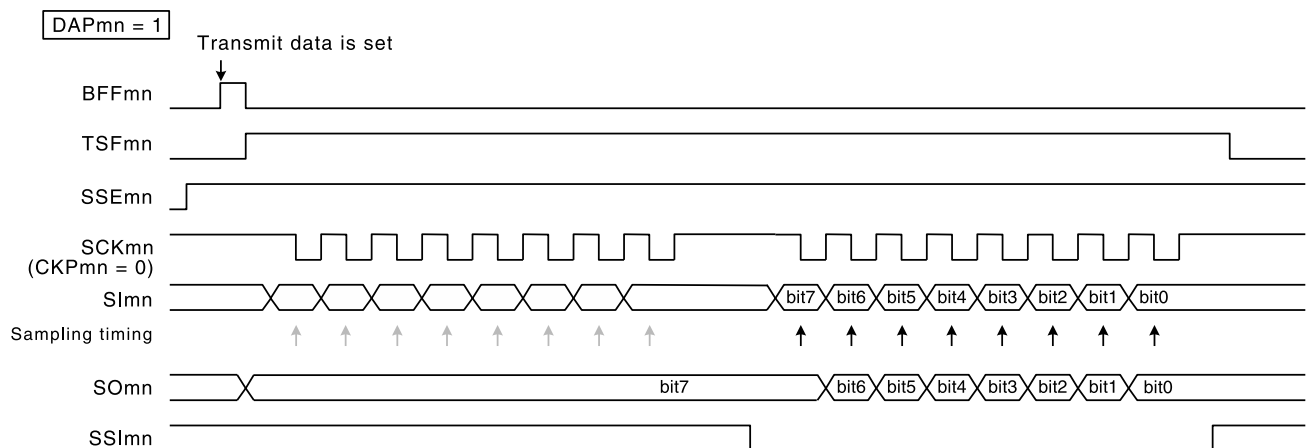 DAPmn = 1
Transmit data is set
BFFmn
TSFmn
SSEmn
SCKmn
(CKPmn = 0)
SImn
bit7 bit6 bit5 bit4 bit3 bit2 bit1 bit0
Sampling timing
SOmn
bit7 bit6 bit5 bit4 bit3 bit2 bit1 bit0
SSImn